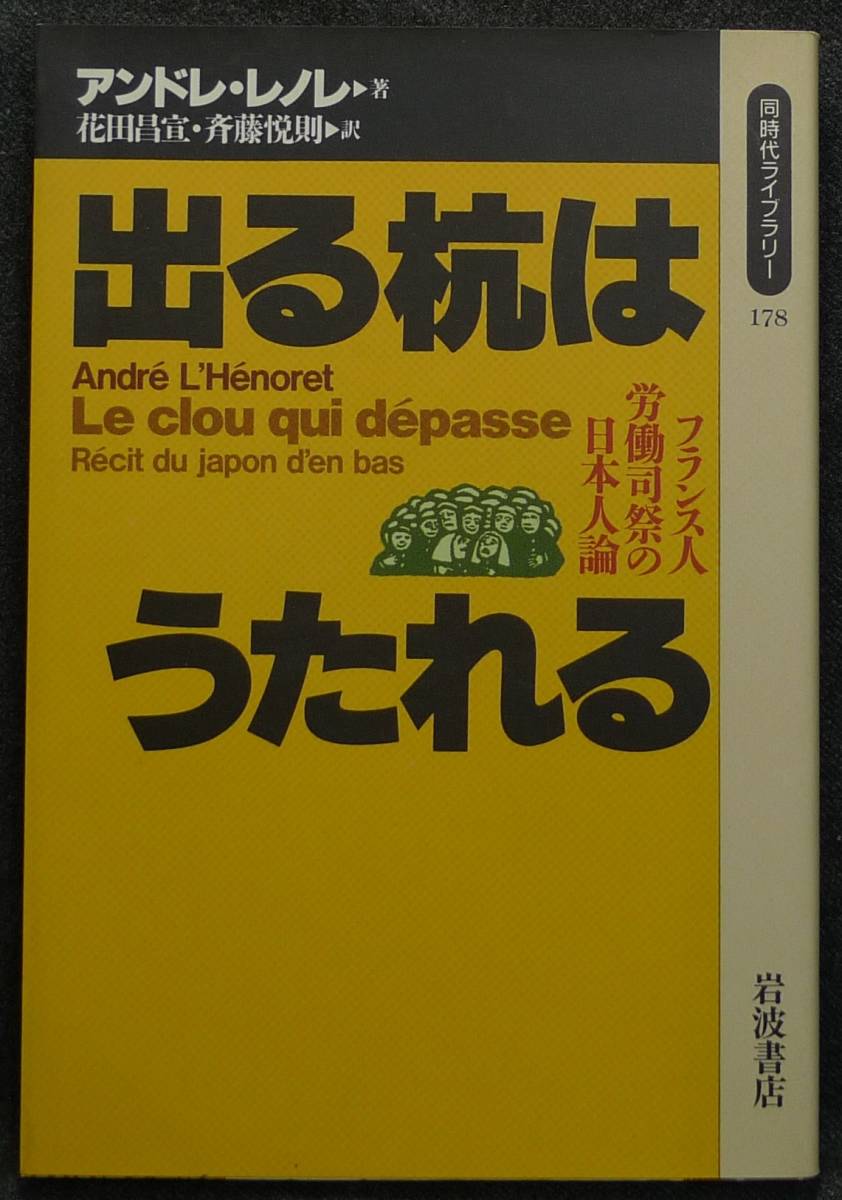 アンドレ・レノレ▶著
花田昌宣・斉藤悦則▶訳
出る杭は
André L'Hénoret
Le clou qui dépasse
Récit du japon d'en bas
フランス人
労働司祭の
日本人論
うたれる
同時代ライブラリー
178
岩波書店